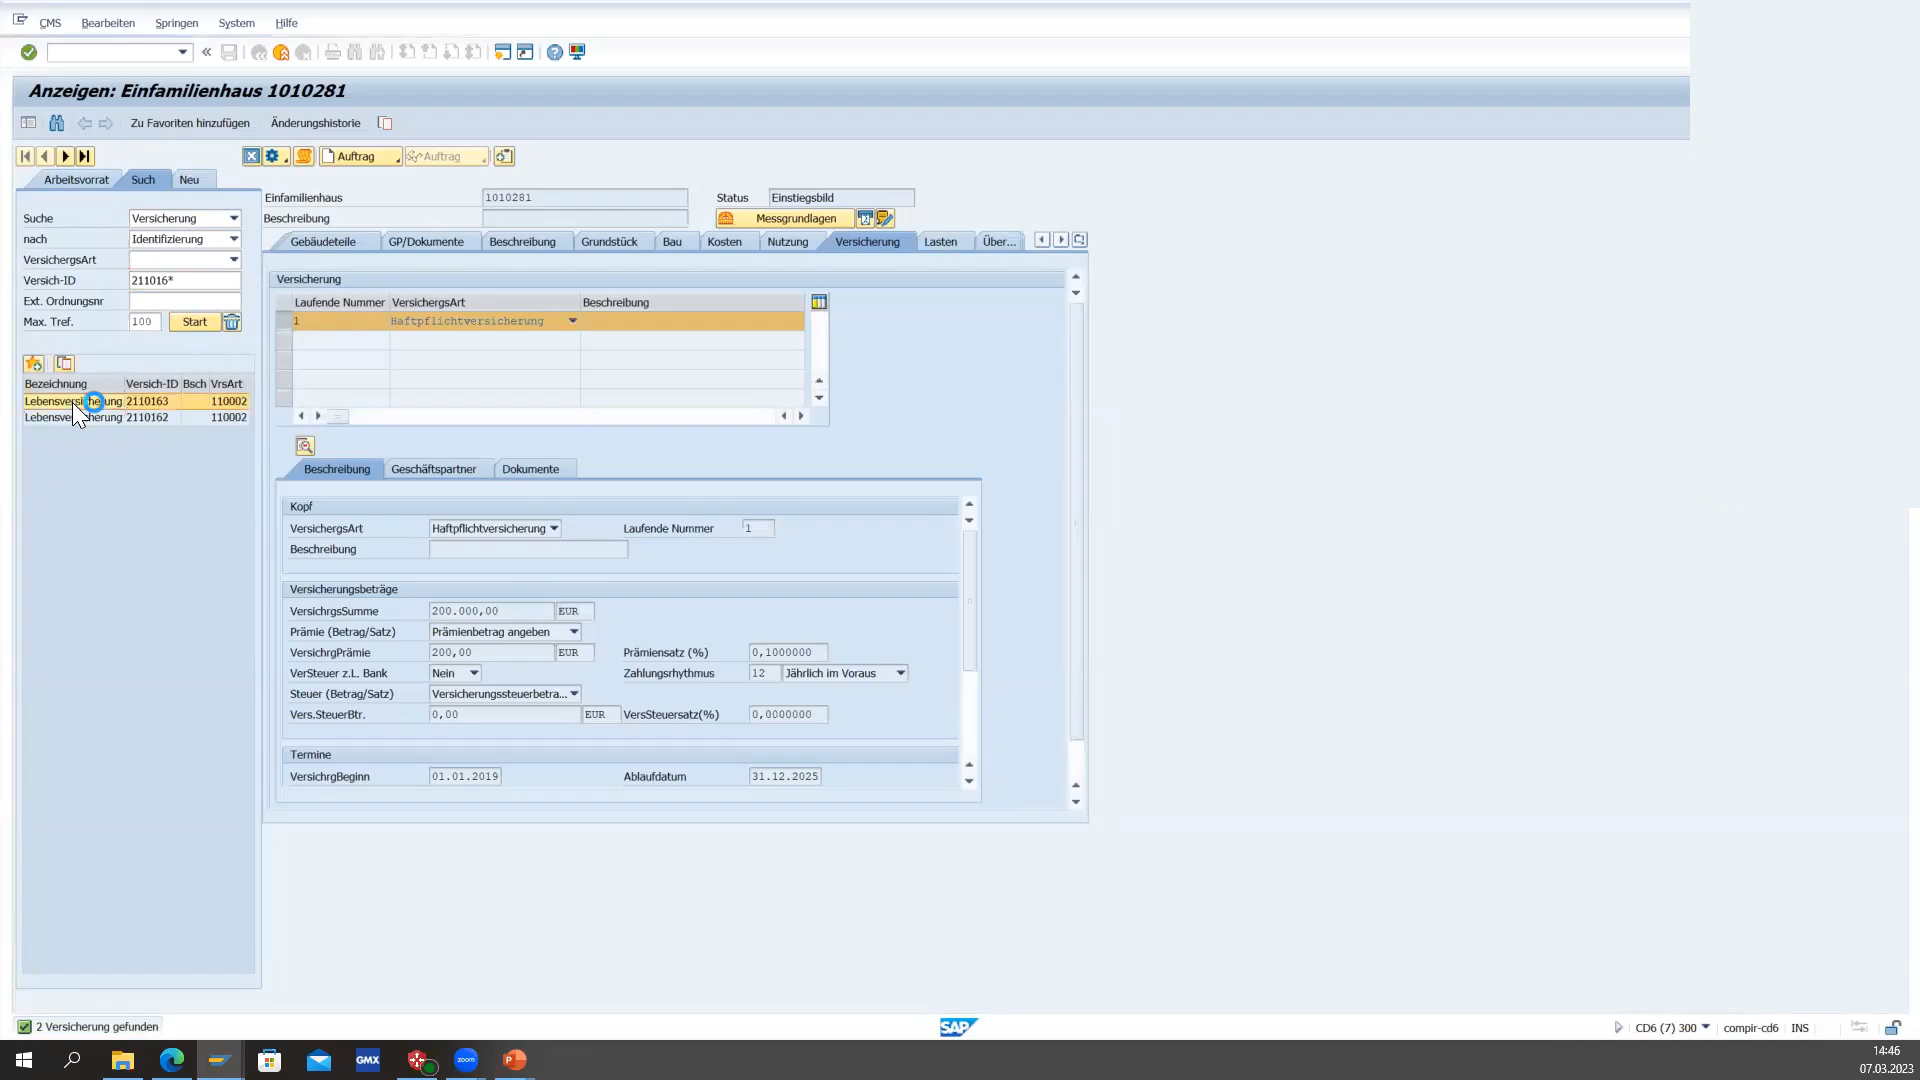 CMS Bearbeiten Springen System Hilfe
Anzeigen: Einfamilienhaus 1010281
Zu Favoriten hinzufügen Änderungshistorie
Auftrag Auftrag
Arbeitsvorrat Such Neu
Suche Versicherung
nach Identifizierung
VersichergsArt
Versich-ID 211016*
Ext. Ordnungsnr
Max. Tref. 100 Start
Bezeichnung Versich-ID Bsch VrsArt
Lebensversicherung 2110163 110002
Lebensversicherung 2110162 110002
Einfamilienhaus 1010281 Status Einstiegsbild
Beschreibung Messgrundlagen
Gebäudeteile GP/Dokumente Beschreibung Grundstück Bau Kosten Nutzung Versicherung Lasten Über...
Versicherung
Laufende Nummer VersichergsArt Beschreibung
1 Haftpflichtversicherung
Beschreibung Geschäftspartner Dokumente
Kopf
VersichergsArt Haftpflichtversicherung Laufende Nummer 1
Beschreibung
Versicherungsbeträge
VersichrgsSumme 200.000,00 EUR
Prämie (Betrag/Satz) Prämienbetrag angeben
VersichrgPrämie 200,00 EUR Prämiensatz (%) 0,1000000
VerSteuer z.L. Bank Nein Zahlungsrhythmus 12 Jährlich im Voraus
Steuer (Betrag/Satz) Versicherungssteuerbetra...
Vers.SteuerBtr. 0,00 EUR VersSteuersatz(%) 0,0000000
Termine
VersichrgBeginn 01.01.2019 Ablaufdatum 31.12.2025
2 Versicherung gefunden SAP CD6 (7) 300 compir-cd6 INS
GMX zoom P 14:46
07.03.2023